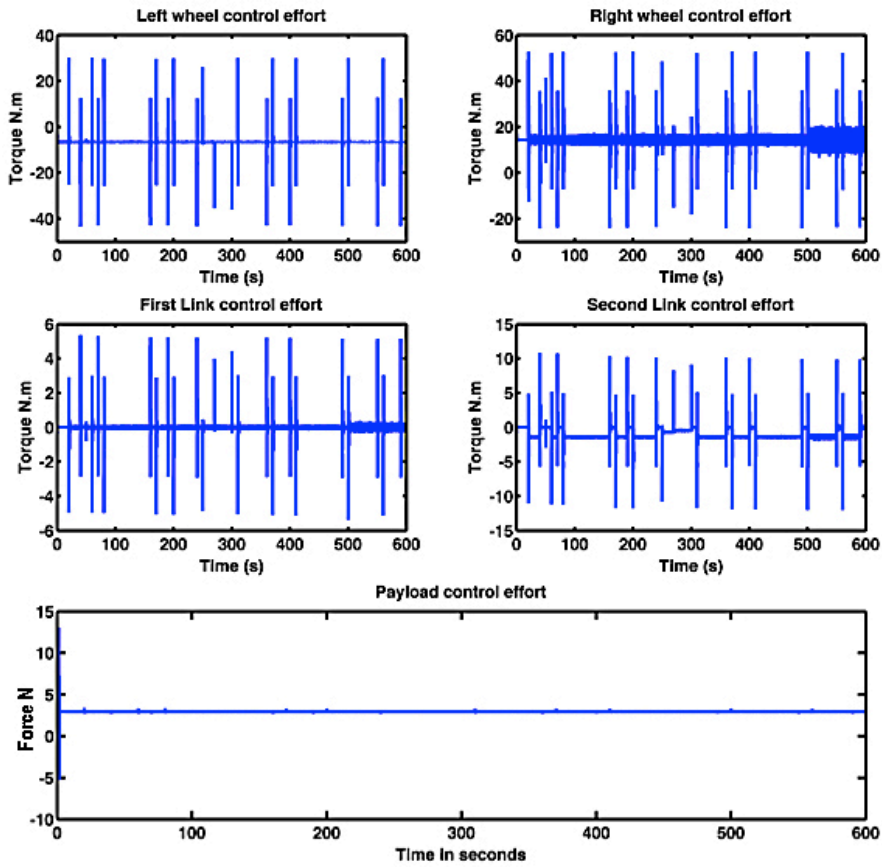 Left wheel control effort
Right wheel control effort
40
20
0
-20
-40
Torque N.m
0 100 200 300 400 500 600
Time (s)
60
40
20
0
-20
Torque N.m
0 100 200 300 400 500 600
Time (s)
First Link control effort
Second Link control effort
6
4
2
0
-2
-4
-6
Torque N.m
0 100 200 300 400 500 600
Time (s)
15
10
5
0
-5
-10
-15
Torque N.m
0 100 200 300 400 500 600
Time (s)
Payload control effort
15
10
5
0
-5
-10
Force N
0 100 200 300 400 500 600
Time in seconds